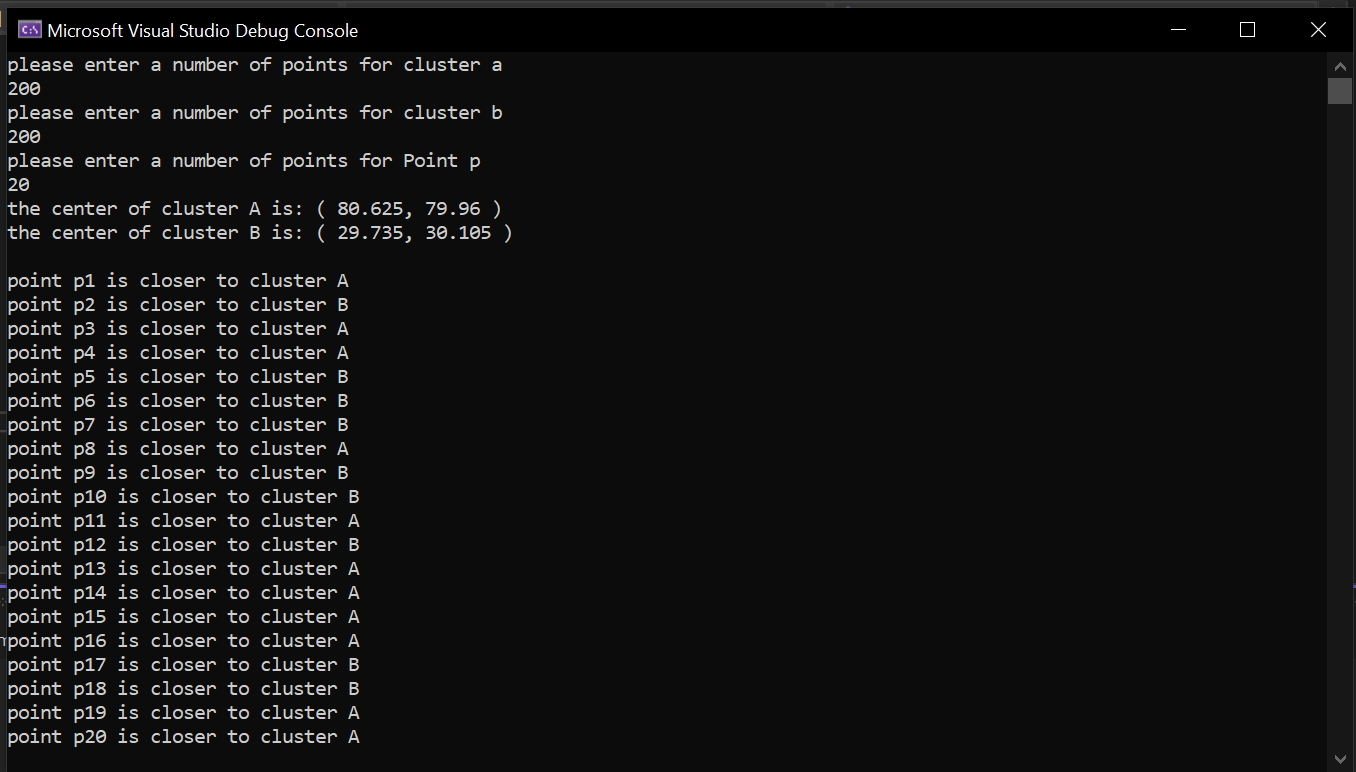 Microsoft Visual Studio Debug Console
please enter a number of points for cluster a
200
please enter a number of points for cluster b
200
please enter a number of points for Point p
20
the center of cluster A is: ( 80.625, 79.96 )
the center of cluster B is: ( 29.735, 30.105 )
point p1 is closer to cluster A
point p2 is closer to cluster B
point p3 is closer to cluster A
point p4 is closer to cluster A
point p5 is closer to cluster B
point p6 is closer to cluster B
point p7 is closer to cluster B
point p8 is closer to cluster A
point p9 is closer to cluster B
point p10 is closer to cluster B
point p11 is closer to cluster A
point p12 is closer to cluster B
point p13 is closer to cluster A
point p14 is closer to cluster A
point p15 is closer to cluster A
point p16 is closer to cluster A
point p17 is closer to cluster B
point p18 is closer to cluster B
point p19 is closer to cluster A
point p20 is closer to cluster A